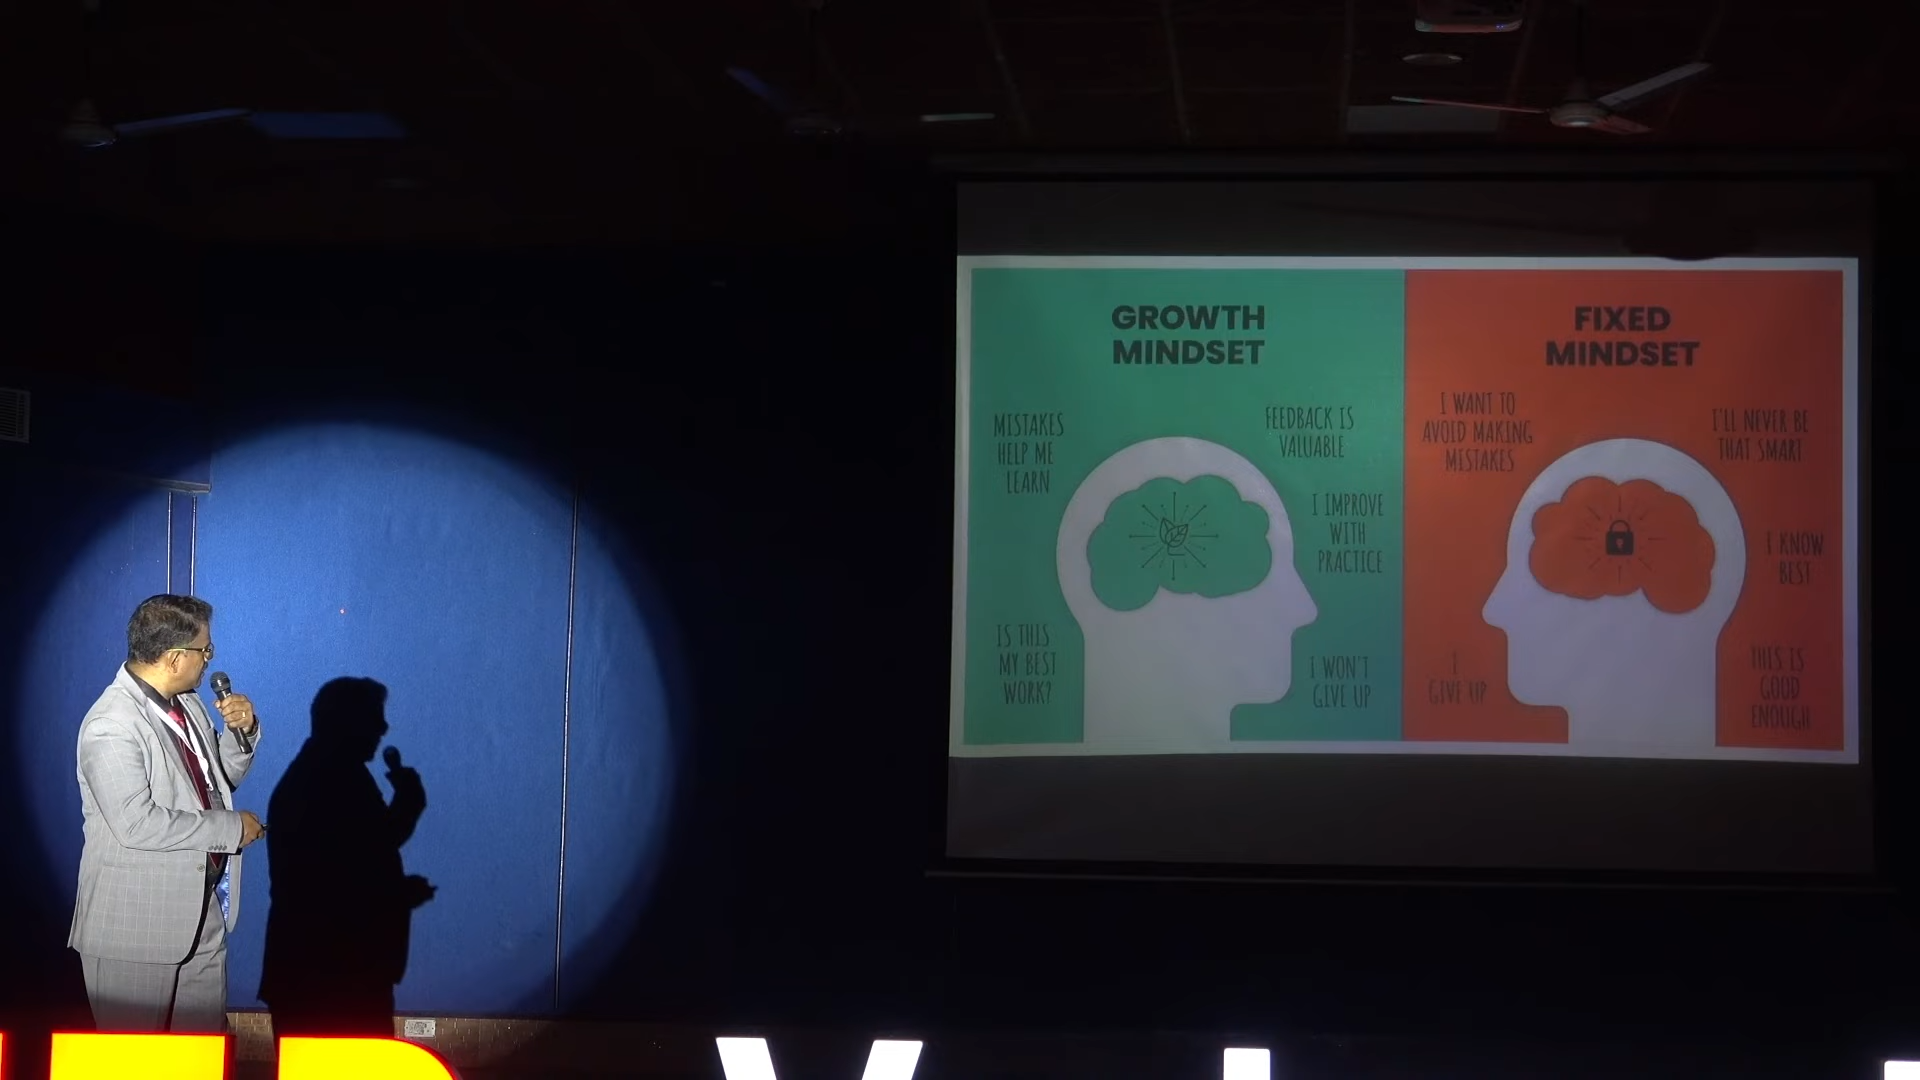 GROWTH
MINDSET
MISTAKES
HELP ME
LEARN
FEEDBACK IS
VALUABLE
I IMPROVE
WITH
PRACTICE
IS THIS
MY BEST
WORK?
I WON'T
GIVE UP
FIXED
MINDSET
I WANT TO
AVOID MAKING
MISTAKES
I'LL NEVER BE
THAT SMART
I KNOW
BEST
I
GIVE UP
THIS IS
GOOD
ENOUGH